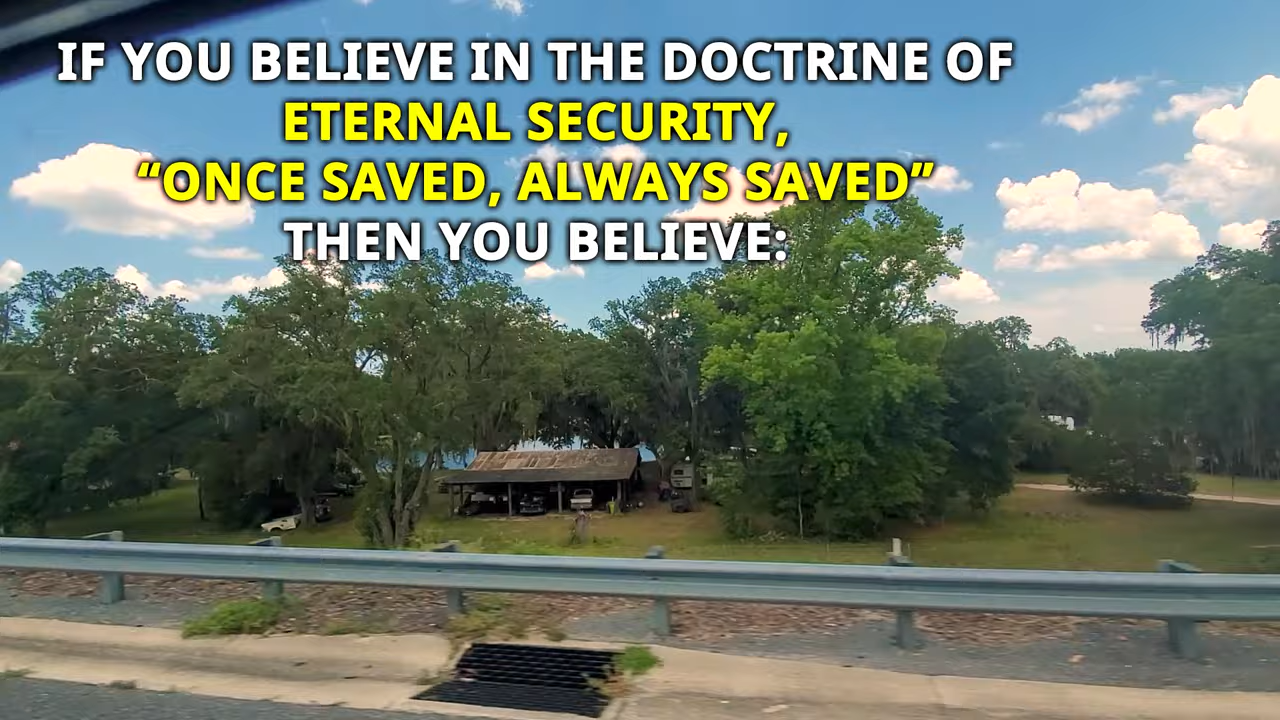 IF YOU BELIEVE IN THE DOCTRINE OF
ETERNAL SECURITY,
“ONCE SAVED, ALWAYS SAVED”
THEN YOU BELIEVE: